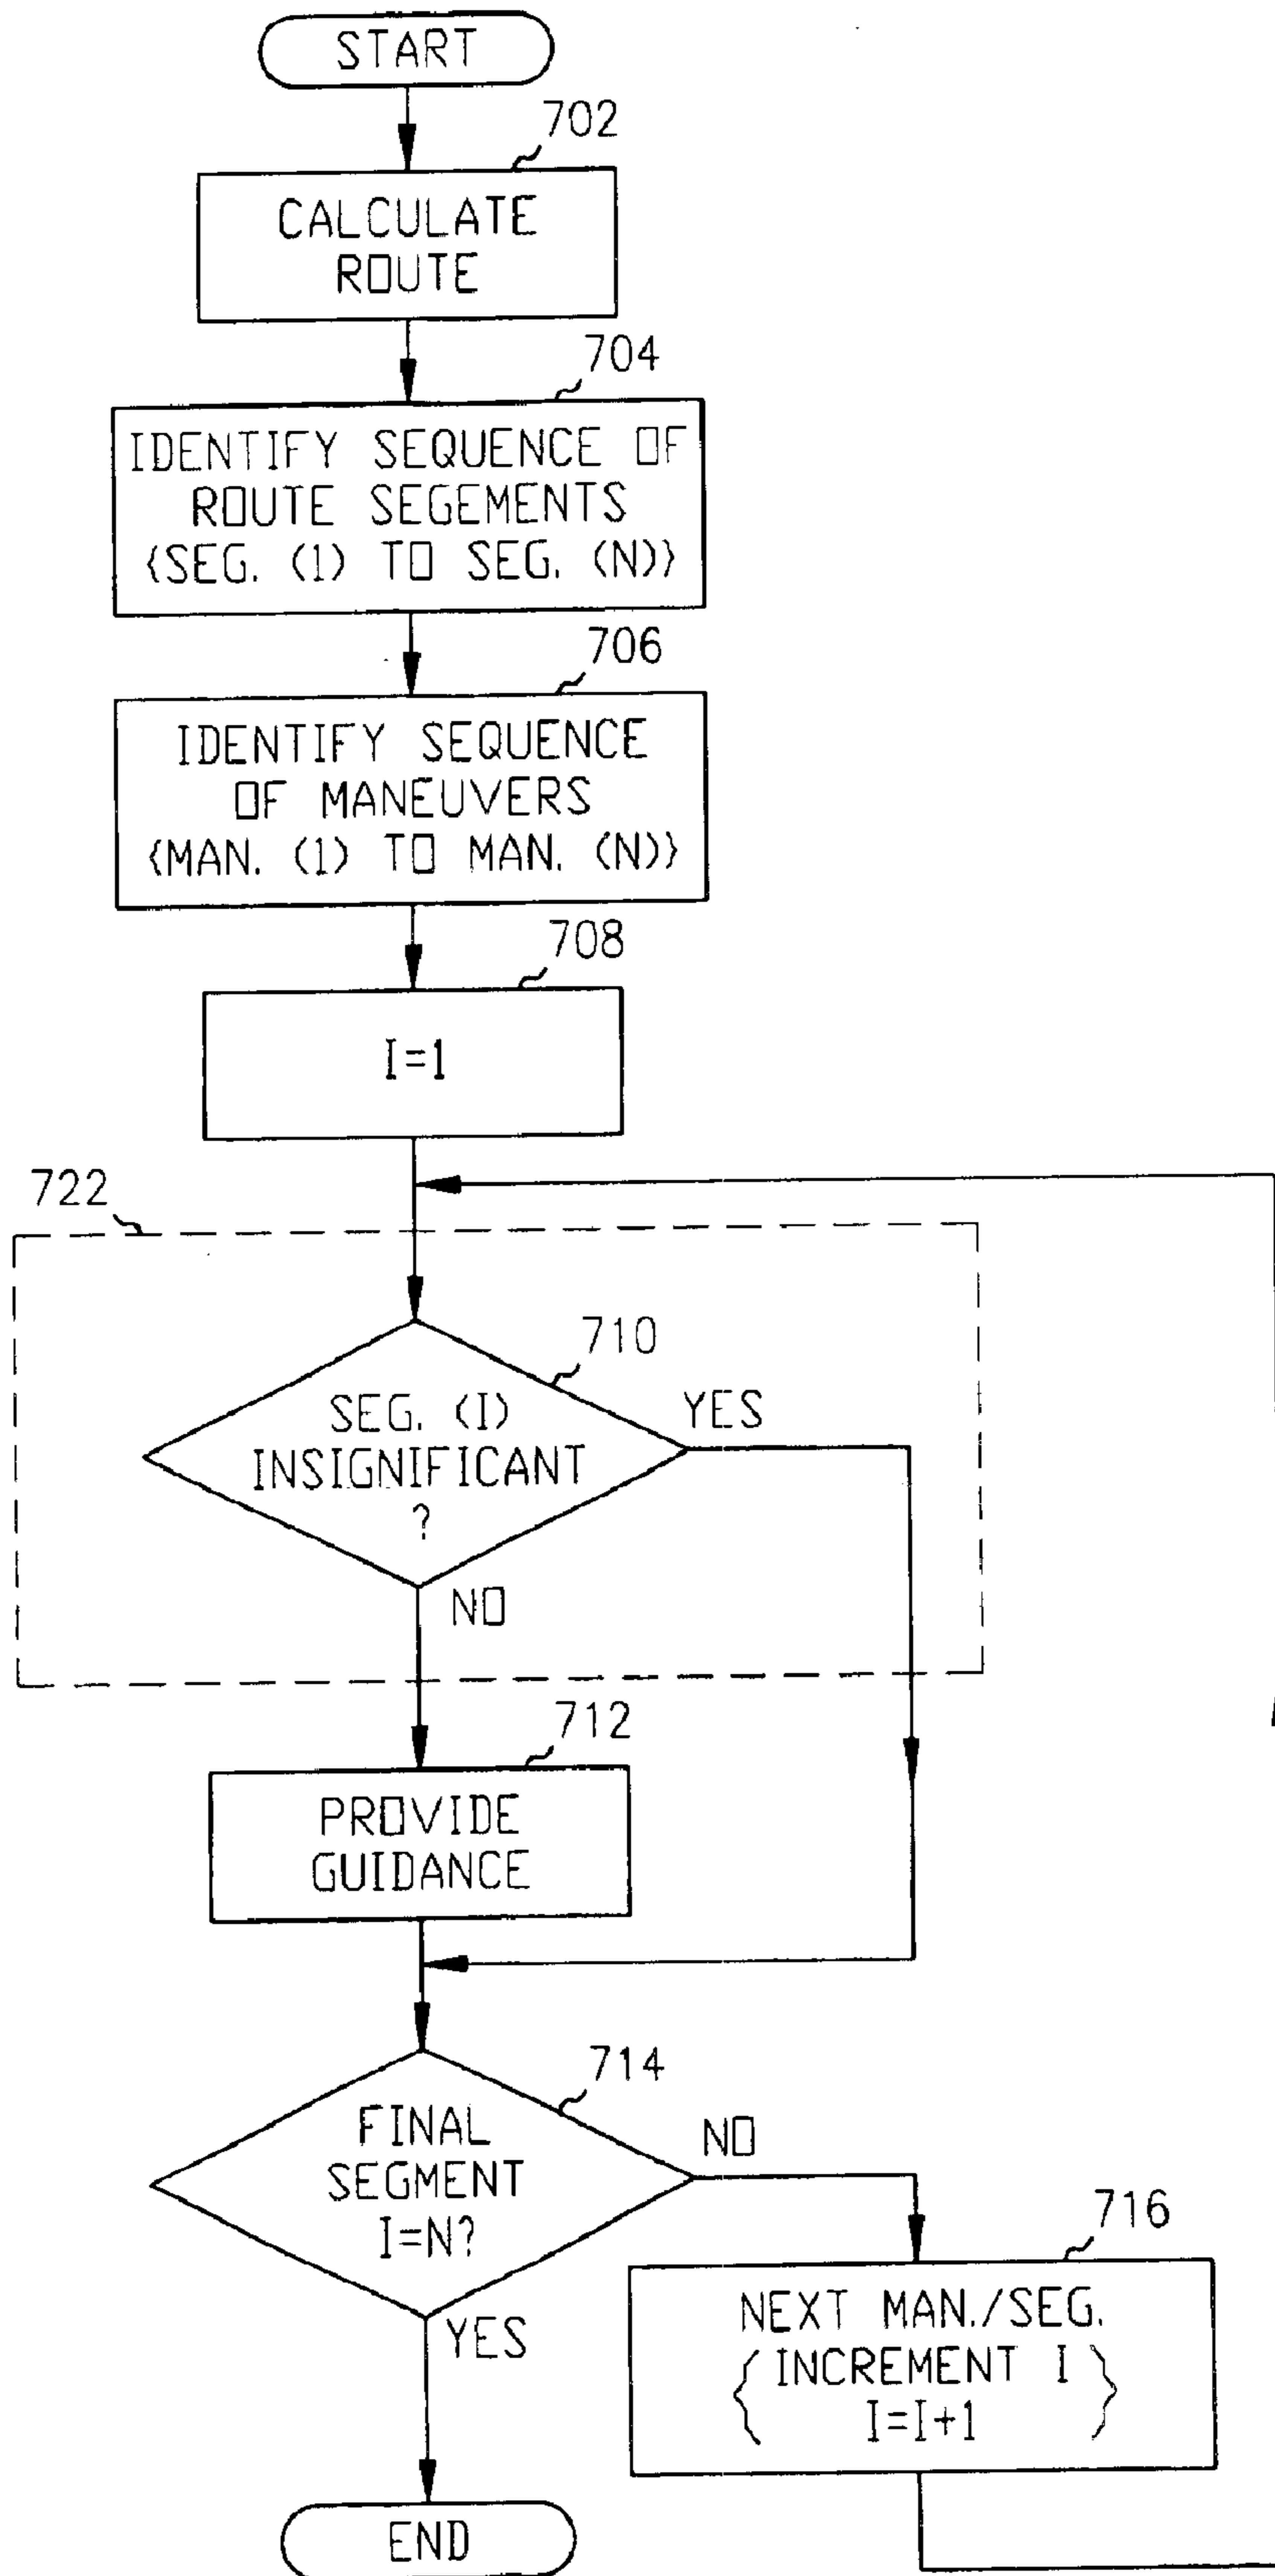 START
702
CALCULATE
ROUTE
704
IDENTIFY SEQUENCE OF
ROUTE SEGEMENTS
{SEG. (1) TO SEG. (N)}
706
IDENTIFY SEQUENCE
OF MANEUVERS
{MAN. (1) TO MAN. (N)}
708
I=1
722
710
SEG. (I)
INSIGNIFICANT
?
YES
NO
712
PROVIDE
GUIDANCE
714
FINAL
SEGMENT
I=N?
NO
YES
716
NEXT MAN./SEG.
{INCREMENT I
I=I+1}
END